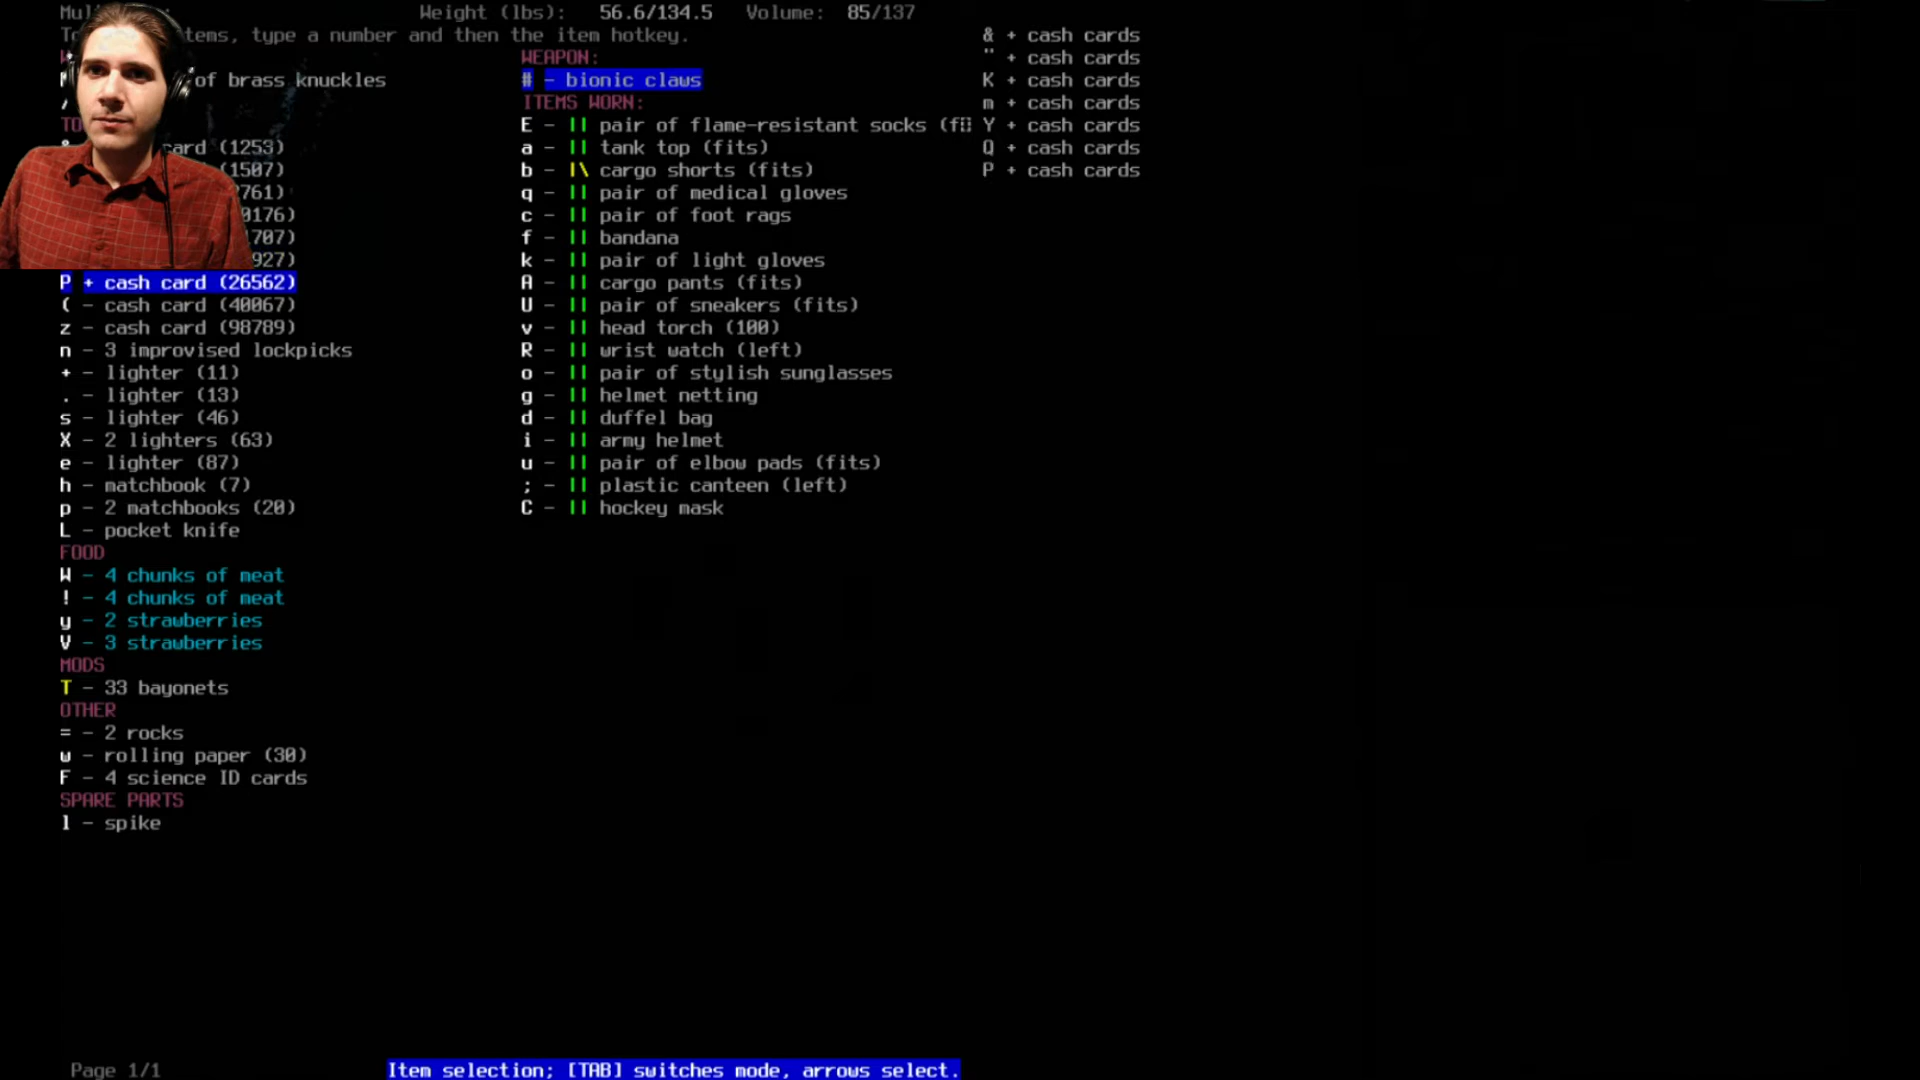 Weight (lbs): 56.6/134.5 Volume: 85/137
tems, type a number and then the item hotkey.
of brass knuckles
card (1253)
(1507)
761)
0176)
707)
927)
P + cash card (26562)
( - cash card (40067)
z - cash card (98789)
n - 3 improvised lockpicks
+ - lighter (11)
. - lighter (13)
s - lighter (46)
X - 2 lighters (63)
e - lighter (87)
h - matchbook (7)
p - 2 matchbooks (20)
L - pocket knife
FOOD
W - 4 chunks of meat
! - 4 chunks of meat
y - 2 strawberries
V - 3 strawberries
MODS
T - 33 bayonets
OTHER
= - 2 rocks
w - rolling paper (30)
F - 4 science ID cards
SPARE PARTS
l - spike
WEAPON:
# - bionic claws
ITEMS WORN:
E - || pair of flame-resistant socks (fi
a - || tank top (fits)
b - |\ cargo shorts (fits)
q - || pair of medical gloves
c - || pair of foot rags
f - || bandana
k - || pair of light gloves
A - || cargo pants (fits)
U - || pair of sneakers (fits)
v - || head torch (100)
R - || wrist watch (left)
o - || pair of stylish sunglasses
g - || helmet netting
d - || duffel bag
i - || army helmet
u - || pair of elbow pads (fits)
; - || plastic canteen (left)
C - || hockey mask
& + cash cards
" + cash cards
K + cash cards
m + cash cards
Y + cash cards
Q + cash cards
P + cash cards
Page 1/1
Item selection; [TAB] switches mode, arrows select.